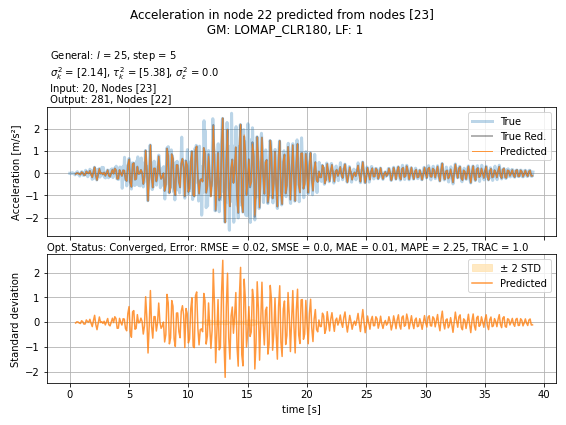 Acceleration in node 22 predicted from nodes [23]
GM: LOMAP_CLR180, LF: 1
General: l = 25, step = 5
σ²ₖ = [2.14], τ²ₖ = [5.38], σ²ε = 0.0
Input: 20, Nodes [23]
Output: 281, Nodes [22]
Acceleration [m/s²]
2
1
0
−1
−2
True
True Red.
Predicted
Opt. Status: Converged, Error: RMSE = 0.02, SMSE = 0.0, MAE = 0.01, MAPE = 2.25, TRAC = 1.0
Standard deviation
2
1
0
−1
−2
± 2 STD
Predicted
0 5 10 15 20 25 30 35 40
time [s]